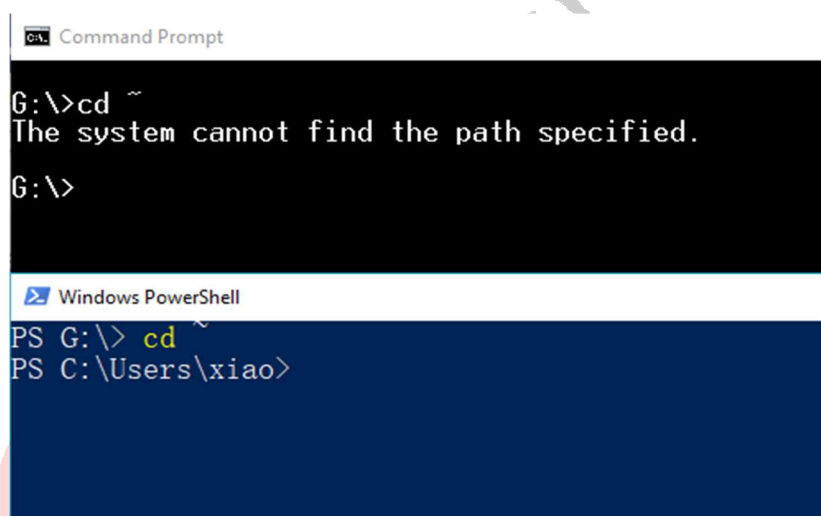 Command Prompt
G:\>cd ~
The system cannot find the path specified.
G:\>
Windows PowerShell
PS G:\> cd ~
PS C:\Users\xiao>